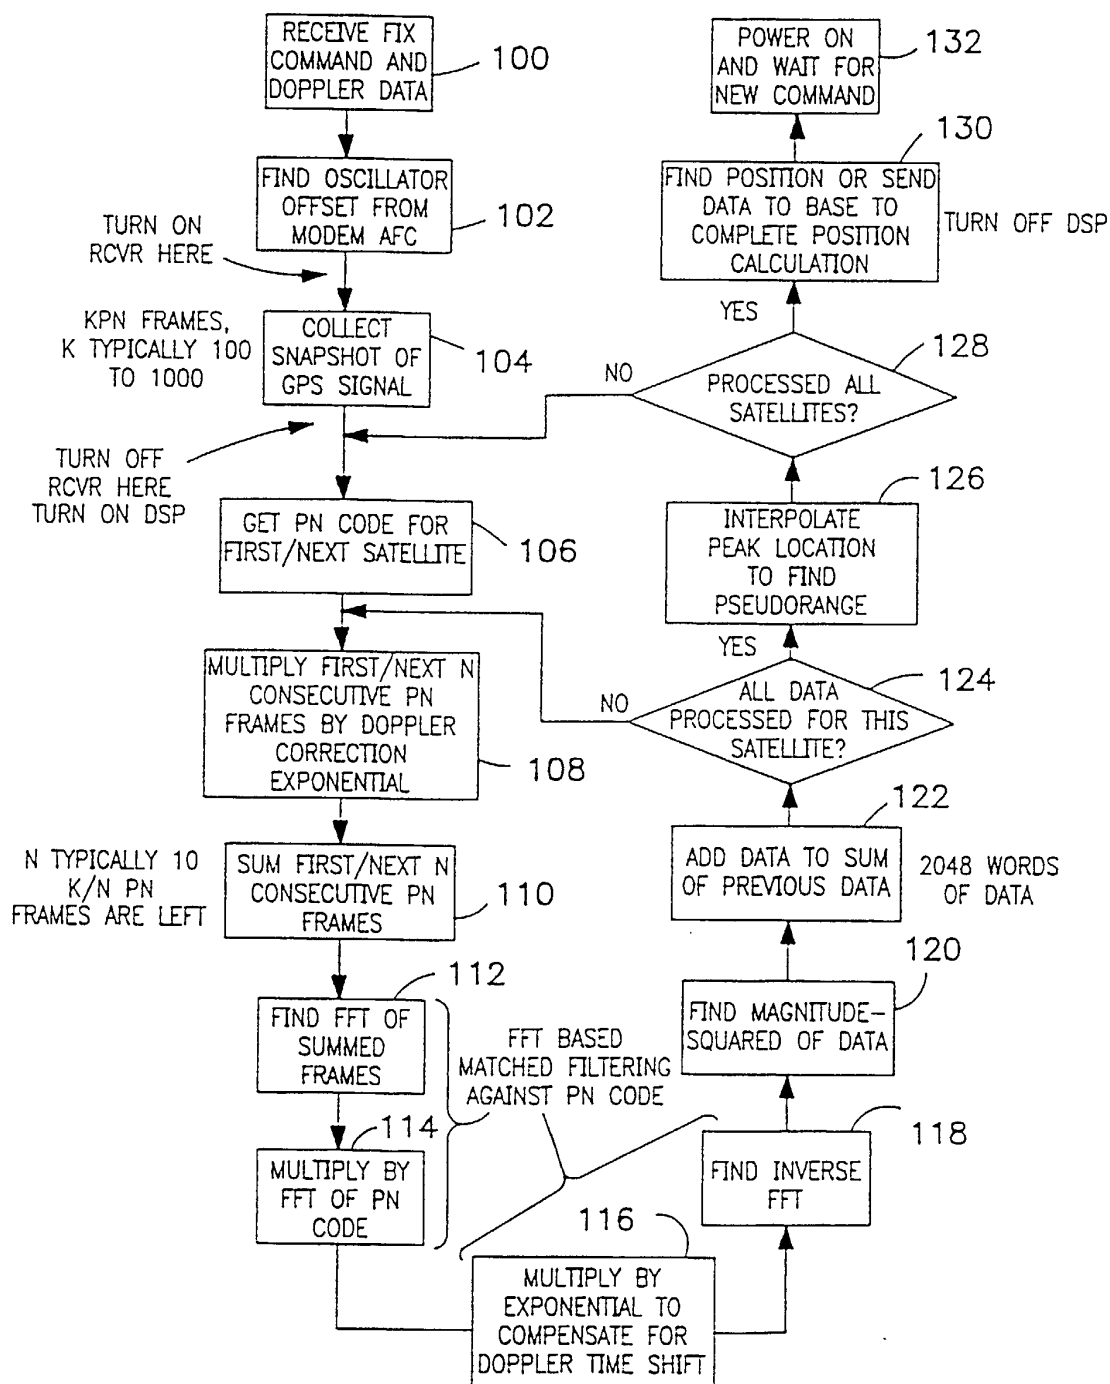 RECEIVE FIX
COMMAND AND
DOPPLER DATA
100
FIND OSCILLATOR
OFFSET FROM
MODEM AFC
102
TURN ON
RCVR HERE
KPN FRAMES,
K TYPICALLY 100
TO 1000
COLLECT
SNAPSHOT OF
GPS SIGNAL
104
TURN OFF
RCVR HERE
TURN ON DSP
GET PN CODE FOR
FIRST/NEXT SATELLITE
106
MULTIPLY FIRST/NEXT N
CONSECUTIVE PN
FRAMES BY DOPPLER
CORRECTION
EXPONENTIAL
108
N TYPICALLY 10
K/N PN
FRAMES ARE LEFT
SUM FIRST/NEXT N
CONSECUTIVE PN
FRAMES
110
112
FIND FFT OF
SUMMED
FRAMES
FFT BASED
MATCHED FILTERING
AGAINST PN CODE
114
MULTIPLY BY
FFT OF PN
CODE
116
MULTIPLY BY
EXPONENTIAL TO
COMPENSATE FOR
DOPPLER TIME SHIFT
118
FIND INVERSE
FFT
120
FIND MAGNITUDE-
SQUARED OF DATA
122
ADD DATA TO SUM
OF PREVIOUS DATA
2048 WORDS
OF DATA
124
ALL DATA
PROCESSED FOR THIS
SATELLITE?
NO
YES
126
INTERPOLATE
PEAK LOCATION
TO FIND
PSEUDORANGE
128
PROCESSED ALL
SATELLITES?
NO
YES
130
FIND POSITION OR SEND
DATA TO BASE TO
COMPLETE POSITION
CALCULATION
TURN OFF DSP
132
POWER ON
AND WAIT FOR
NEW COMMAND